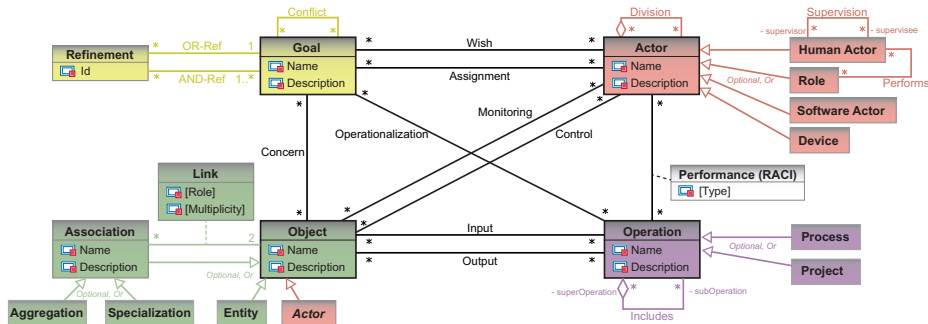 Conflict
* *
Division
* *
Supervision
* *
- supervisor
- supervisee
Refinement
Id
* OR-Ref 1
* AND-Ref 1..*
Goal
Name
Description
* Wish *
* Assignment *
Actor
Name
Description
Human Actor
*
Optional, Or
Role
*
Performs
Software Actor
Device
* * * *
Monitoring
Operationalization
Control
Concern
Link
[Role]
[Multiplicity]
Performance (RACI)
[Type]
* * * * *
Association
Name
Description
* 2
Optional, Or
Object
Name
Description
* Input *
* Output *
Operation
Name
Description
Process
Optional, Or
Project
Optional, Or
Aggregation
Specialization
Entity
Actor
- superOperation
* *
- subOperation
Includes